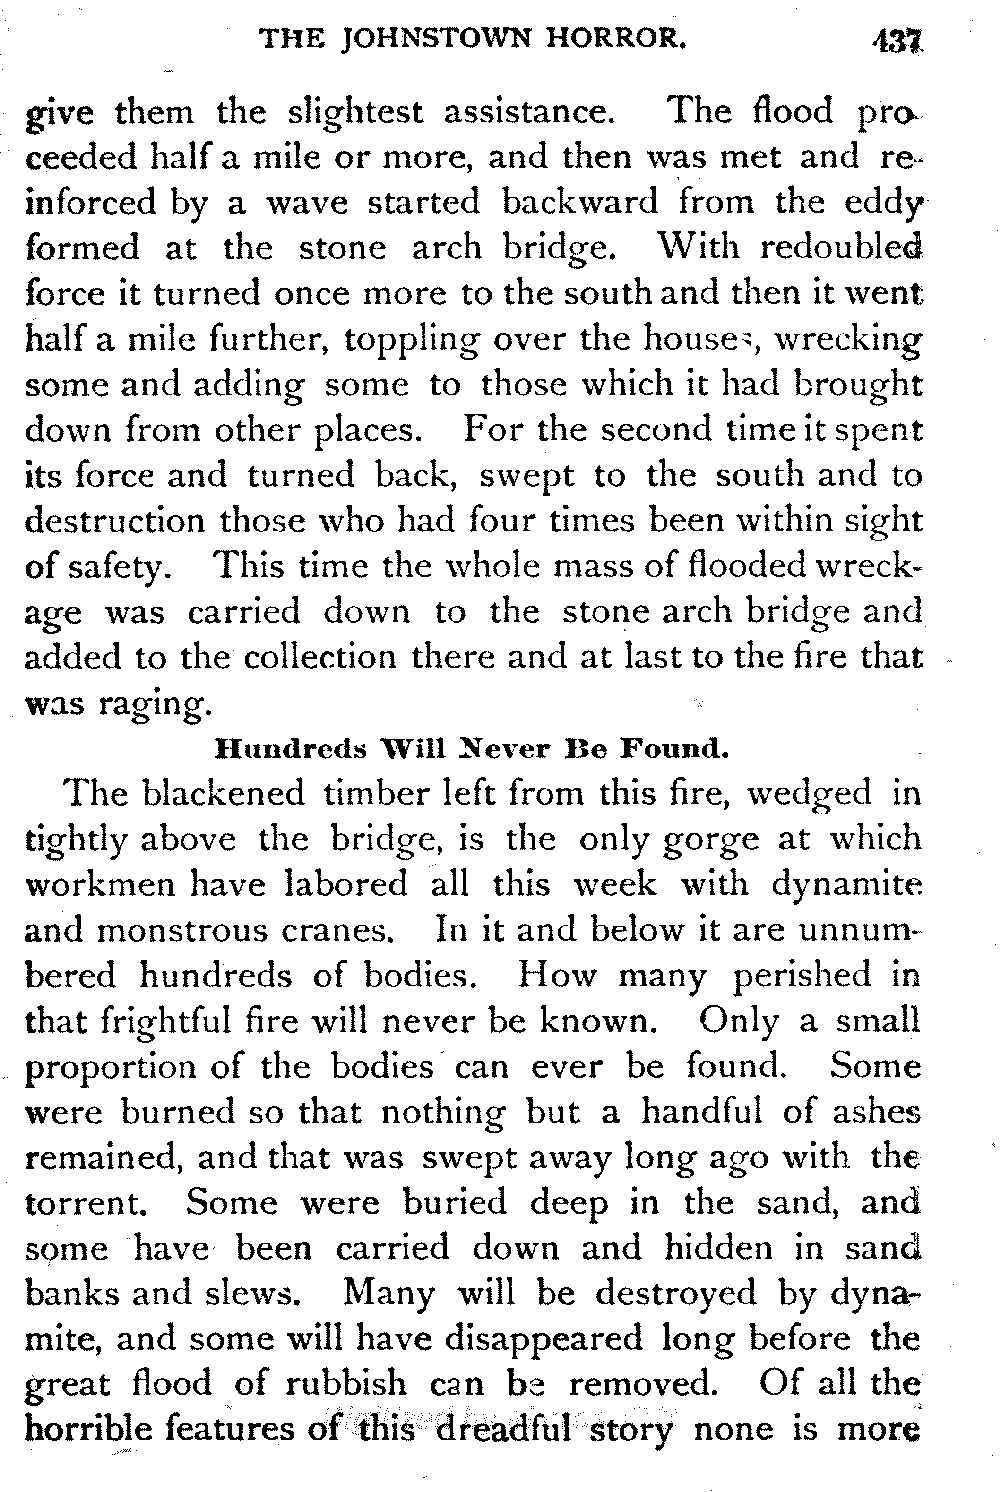 THE JOHNSTOWN HORROR. 437
give them the slightest assistance. The flood pro-
ceeded half a mile or more, and then was met and re-
inforced by a wave started backward from the eddy
formed at the stone arch bridge. With redoubled
force it turned once more to the south and then it went
half a mile further, toppling over the houses, wrecking
some and adding some to those which it had brought
down from other places. For the second time it spent
its force and turned back, swept to the south and to
destruction those who had four times been within sight
of safety. This time the whole mass of flooded wreck-
age was carried down to the stone arch bridge and
added to the collection there and at last to the fire that
was raging.
Hundreds Will Never Be Found.
The blackened timber left from this fire, wedged in
tightly above the bridge, is the only gorge at which
workmen have labored all this week with dynamite
and monstrous cranes. In it and below it are unnum-
bered hundreds of bodies. How many perished in
that frightful fire will never be known. Only a small
proportion of the bodies can ever be found. Some
were burned so that nothing but a handful of ashes
remained, and that was swept away long ago with the
torrent. Some were buried deep in the sand, and
some have been carried down and hidden in sand
banks and slews. Many will be destroyed by dyna-
mite, and some will have disappeared long before the
great flood of rubbish can be removed. Of all the
horrible features of this dreadful story none is more